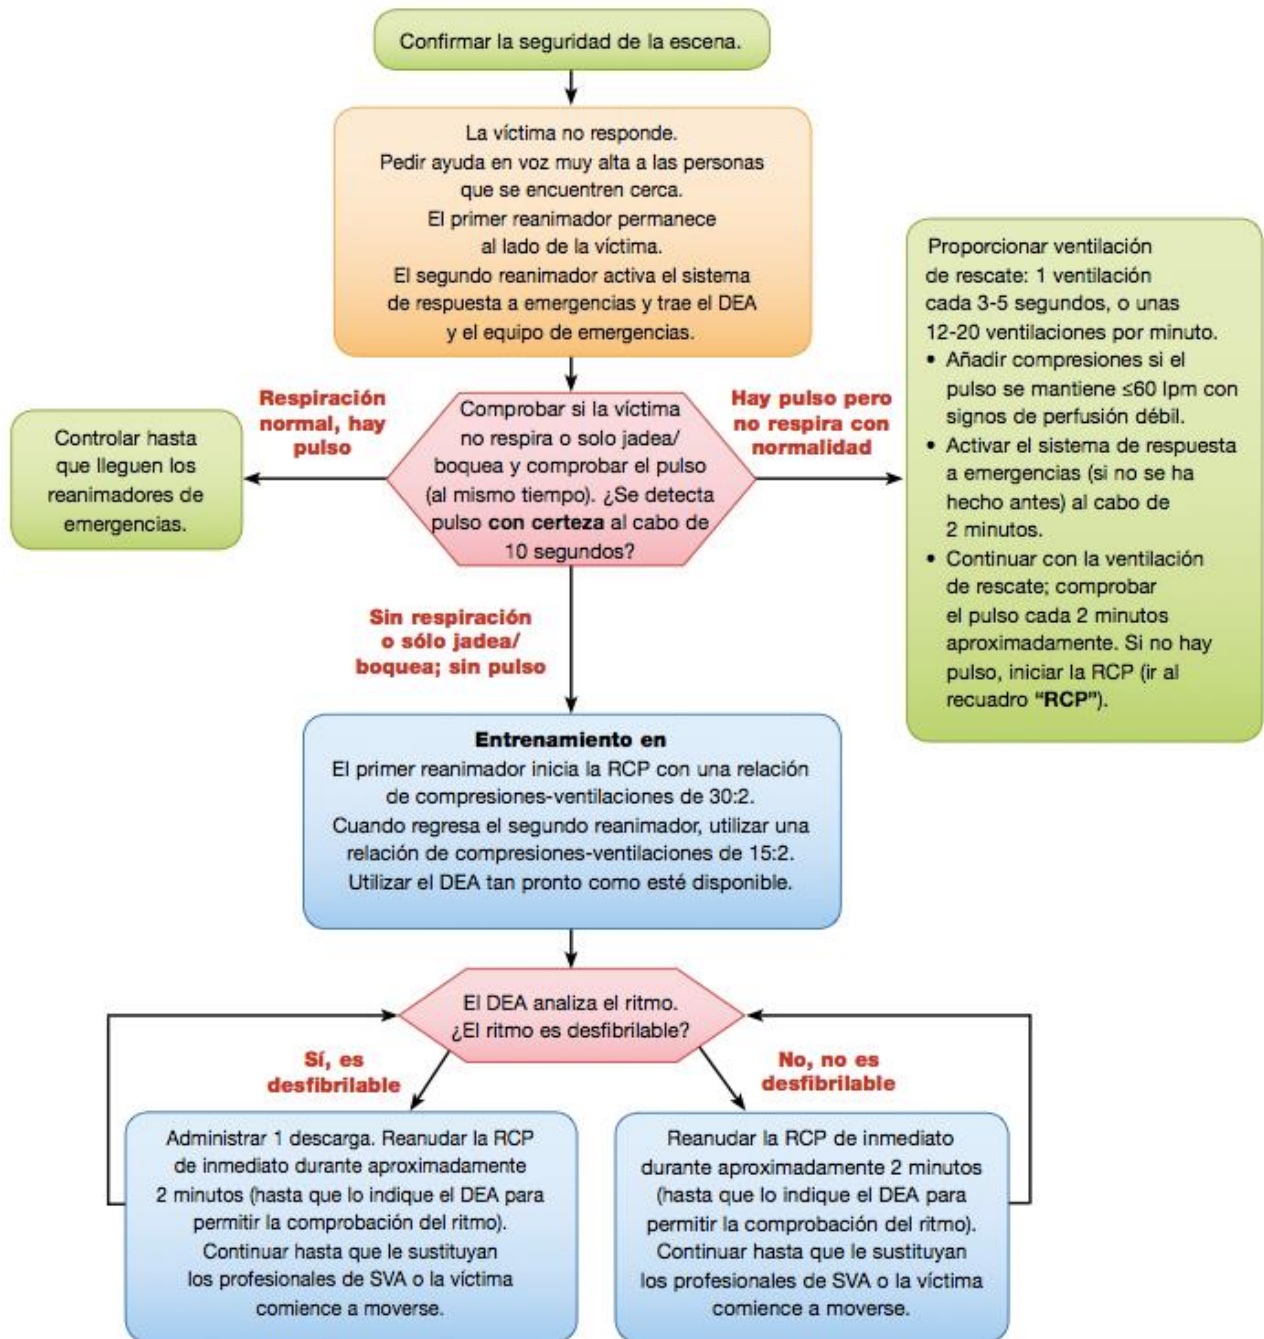 Confirmar la seguridad de la escena.
La víctima no responde.
Pedir ayuda en voz muy alta a las personas
que se encuentren cerca.
El primer reanimador permanece
al lado de la víctima.
El segundo reanimador activa el sistema
de respuesta a emergencias y trae el DEA
y el equipo de emergencias.
Respiración
normal, hay
pulso
Controlar hasta
que lleguen los
reanimadores de
emergencias.
Comprobar si la víctima
no respira o solo jadea/
boquea y comprobar el pulso
(al mismo tiempo). ¿Se detecta
pulso con certeza al cabo de
10 segundos?
Hay pulso pero
no respira con
normalidad
Proporcionar ventilación
de rescate: 1 ventilación
cada 3-5 segundos, o unas
12-20 ventilaciones por minuto.
• Añadir compresiones si el
pulso se mantiene ≤60 lpm con
signos de perfusión débil.
• Activar el sistema de respuesta
a emergencias (si no se ha
hecho antes) al cabo de
2 minutos.
• Continuar con la ventilación
de rescate; comprobar
el pulso cada 2 minutos
aproximadamente. Si no hay
pulso, iniciar la RCP (ir al
recuadro “RCP”).
Sin respiración
o sólo jadea/
boquea; sin pulso
Entrenamiento en
El primer reanimador inicia la RCP con una relación
de compresiones-ventilaciones de 30:2.
Cuando regresa el segundo reanimador, utilizar una
relación de compresiones-ventilaciones de 15:2.
Utilizar el DEA tan pronto como esté disponible.
El DEA analiza el ritmo.
¿El ritmo es desfibrilable?
Sí, es
desfibrilable
No, no es
desfibrilable
Administrar 1 descarga. Reanudar la RCP
de inmediato durante aproximadamente
2 minutos (hasta que lo indique el DEA para
permitir la comprobación del ritmo).
Continuar hasta que le sustituyan
los profesionales de SVA o la víctima
comience a moverse.
Reanudar la RCP de inmediato
durante aproximadamente 2 minutos
(hasta que lo indique el DEA para
permitir la comprobación del ritmo).
Continuar hasta que le sustituyan
los profesionales de SVA o la víctima
comience a moverse.